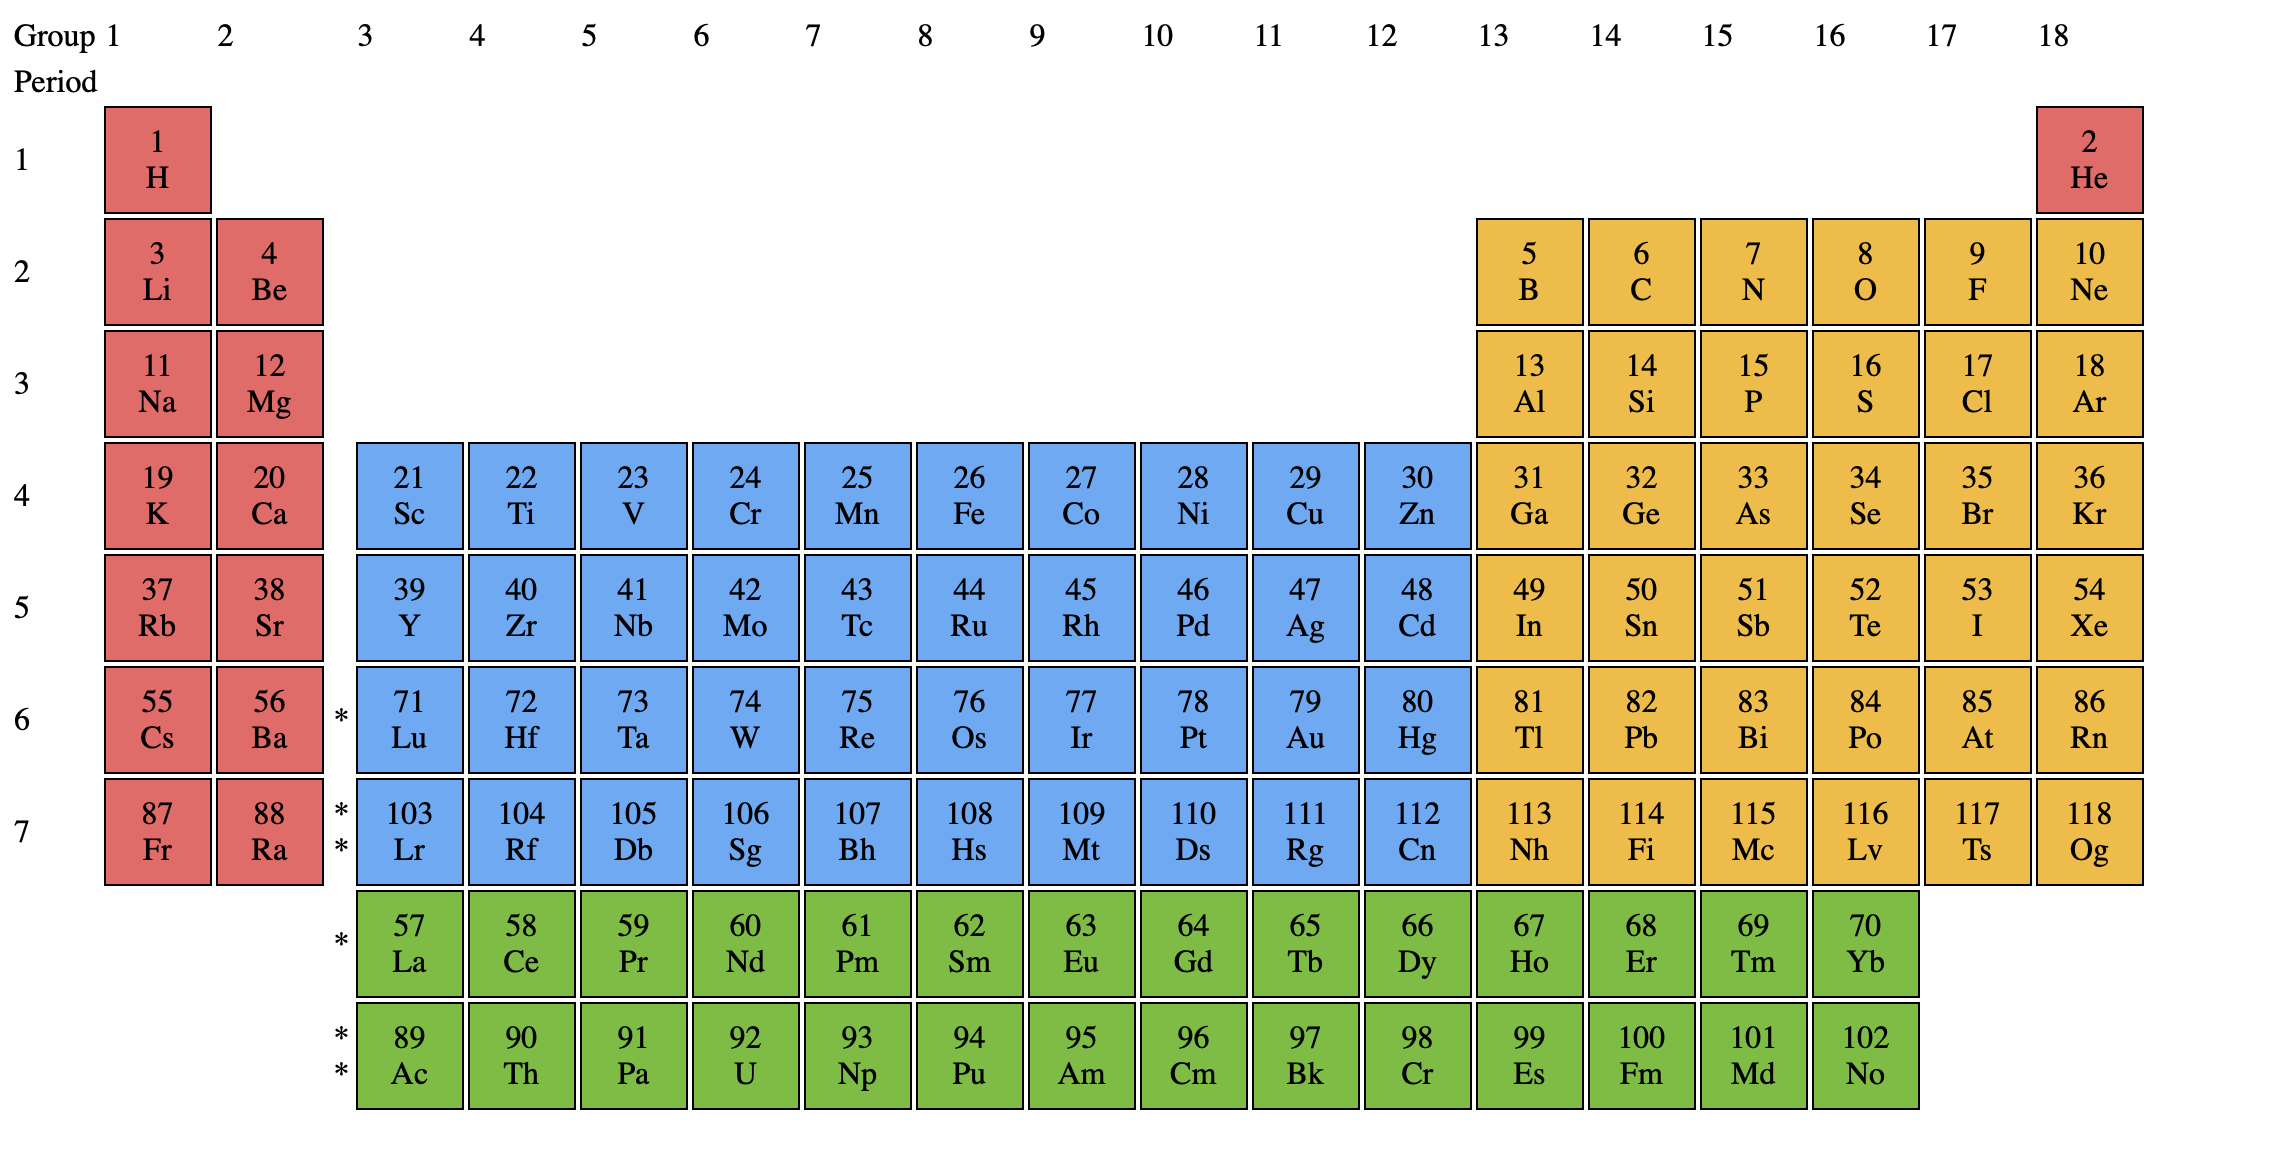 Group 1 2 3 4 5 6 7 8 9 10 11 12 13 14 15 16 17 18
Period
1 2
1
H He
3 4 5 6 7 8 9 10
2
Li Be B C N O F Ne
11 12 13 14 15 16 17 18
3
Na Mg Al Si P S Cl Ar
19 20 21 22 23 24 25 26 27 28 29 30 31 32 33 34 35 36
4
K Ca Sc Ti V Cr Mn Fe Co Ni Cu Zn Ga Ge As Se Br Kr
37 38 39 40 41 42 43 44 45 46 47 48 49 50 51 52 53 54
5
Rb Sr Y Zr Nb Mo Tc Ru Rh Pd Ag Cd In Sn Sb Te I Xe
55 56 71 72 73 74 75 76 77 78 79 80 81 82 83 84 85 86
6 *
Cs Ba Lu Hf Ta W Re Os Ir Pt Au Hg Tl Pb Bi Po At Rn
87 88 * 103 104 105 106 107 108 109 110 111 112 113 114 115 116 117 118
7
Fr Ra * Lr Rf Db Sg Bh Hs Mt Ds Rg Cn Nh Fi Mc Lv Ts Og
57 58 59 60 61 62 63 64 65 66 67 68 69 70
*
La Ce Pr Nd Pm Sm Eu Gd Tb Dy Ho Er Tm Yb
* 89 90 91 92 93 94 95 96 97 98 99 100 101 102
* Ac Th Pa U Np Pu Am Cm Bk Cr Es Fm Md No